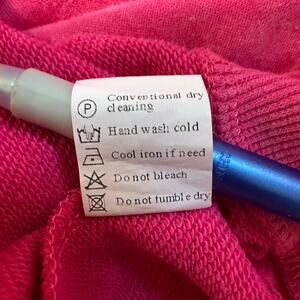 Conventional dry
cleaning
P
Hand wash cold
Cool iron if need
Do not bleach
Do not tumble dry